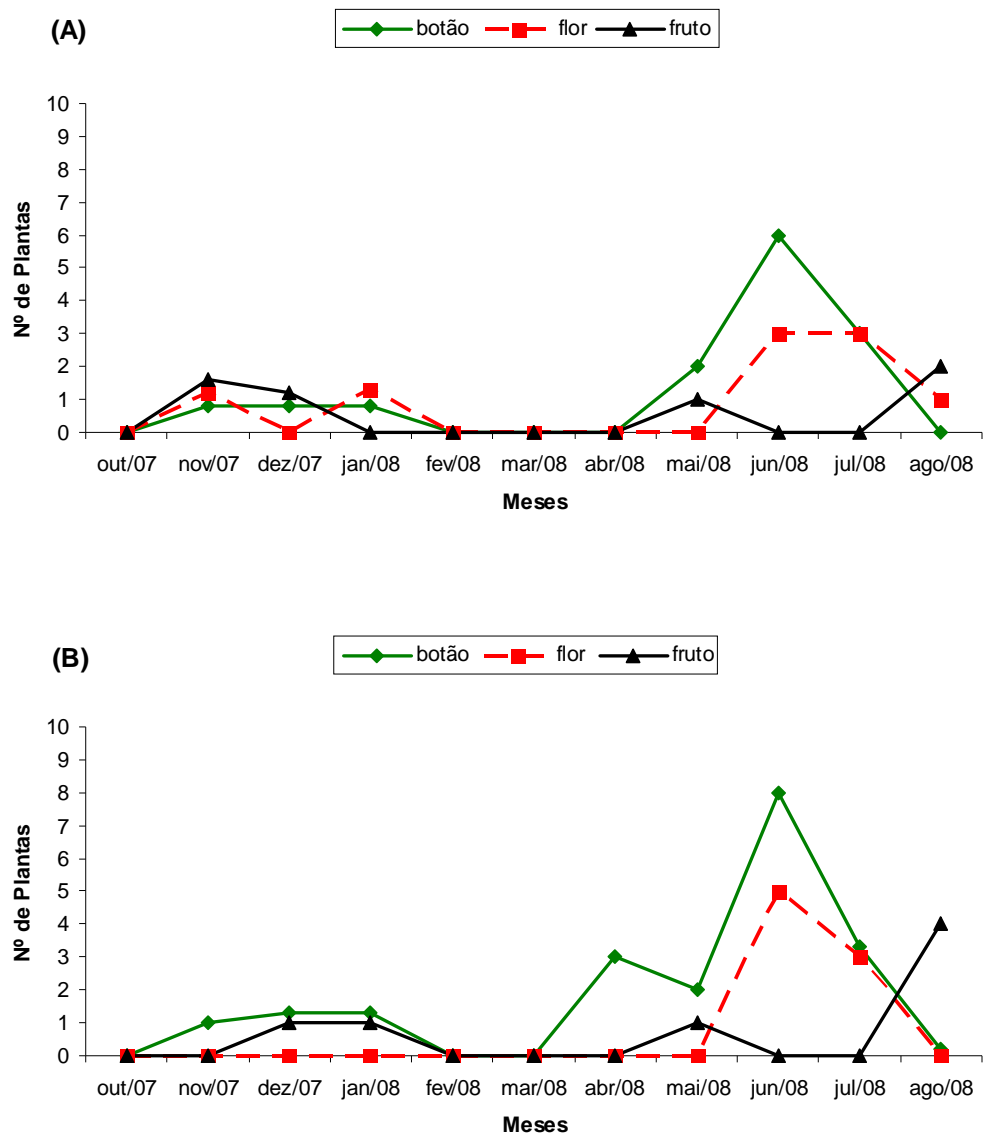 (A)
botão flor fruto
10
9
8
7
6
5
4
3
2
1
0
Nº de Plantas
out/07 nov/07 dez/07 jan/08 fev/08 mar/08 abr/08 mai/08 jun/08 jul/08 ago/08
Meses
(B)
botão flor fruto
10
9
8
7
6
5
4
3
2
1
0
Nº de Plantas
out/07 nov/07 dez/07 jan/08 fev/08 mar/08 abr/08 mai/08 jun/08 jul/08 ago/08
Meses